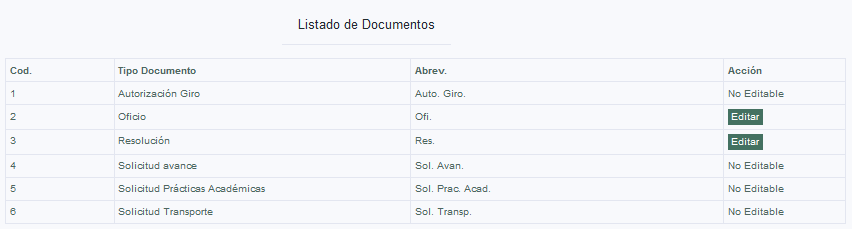 Listado de Documentos
Cod. Tipo Documento Abrev. Acción
1 Autorización Giro Auto. Giro. No Editable
2 Oficio Ofi. Editar
3 Resolución Res. Editar
4 Solicitud avance Sol. Avan. No Editable
5 Solicitud Prácticas Académicas Sol. Prac. Acad. No Editable
6 Solicitud Transporte Sol. Transp. No Editable